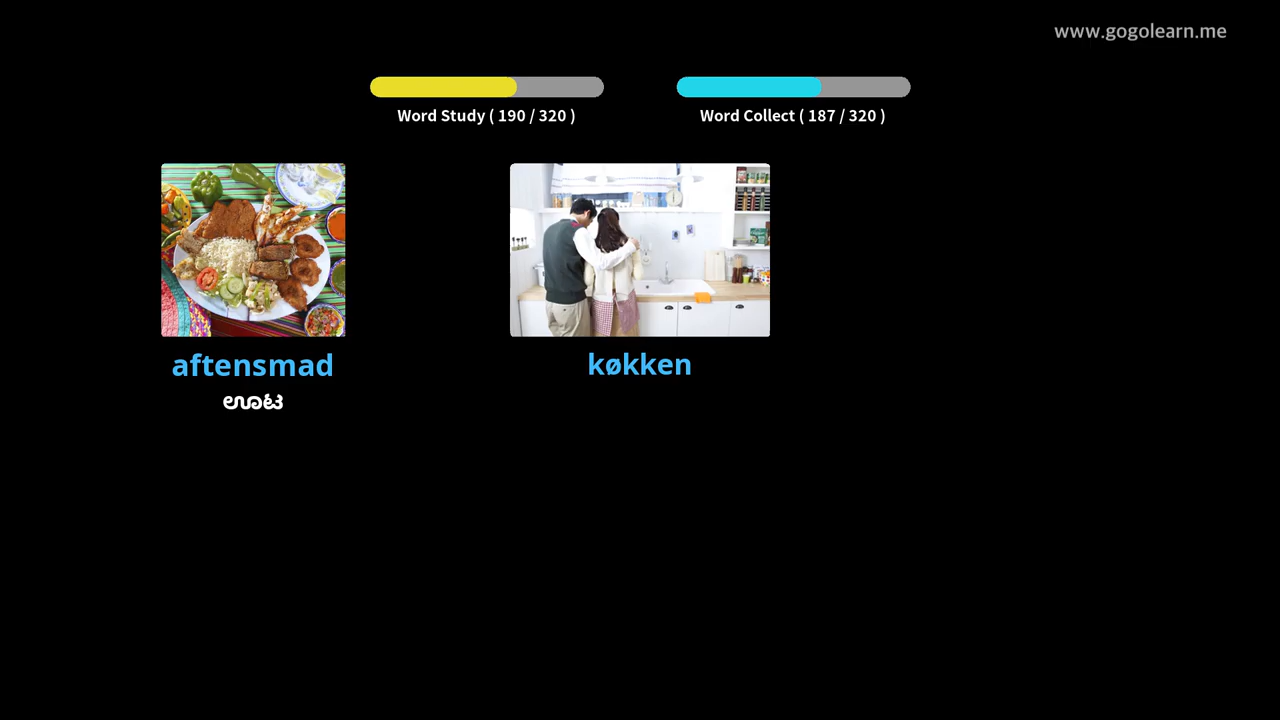 www.gogolearn.me
Word Study ( 190 / 320 )
Word Collect ( 187 / 320 )
aftensmad
ಊಟ
køkken